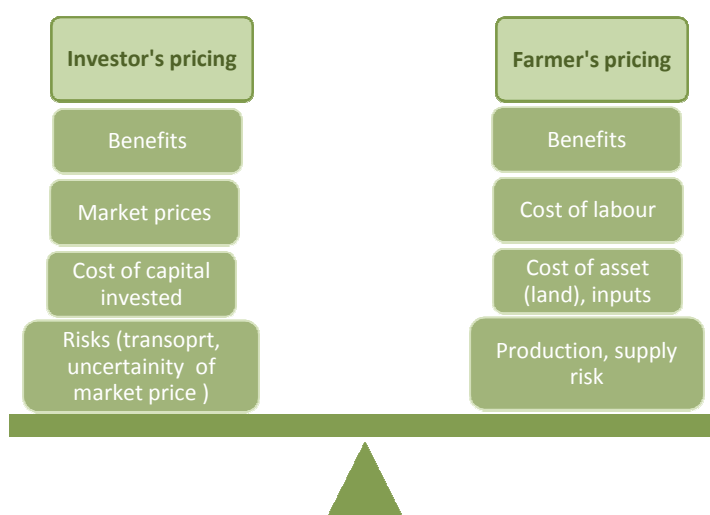 Investor's pricing
Benefits
Market prices
Cost of capital
invested
Risks (transoprt,
uncertainity of
market price )
Farmer's pricing
Benefits
Cost of labour
Cost of asset
(land), inputs
Production, supply
risk